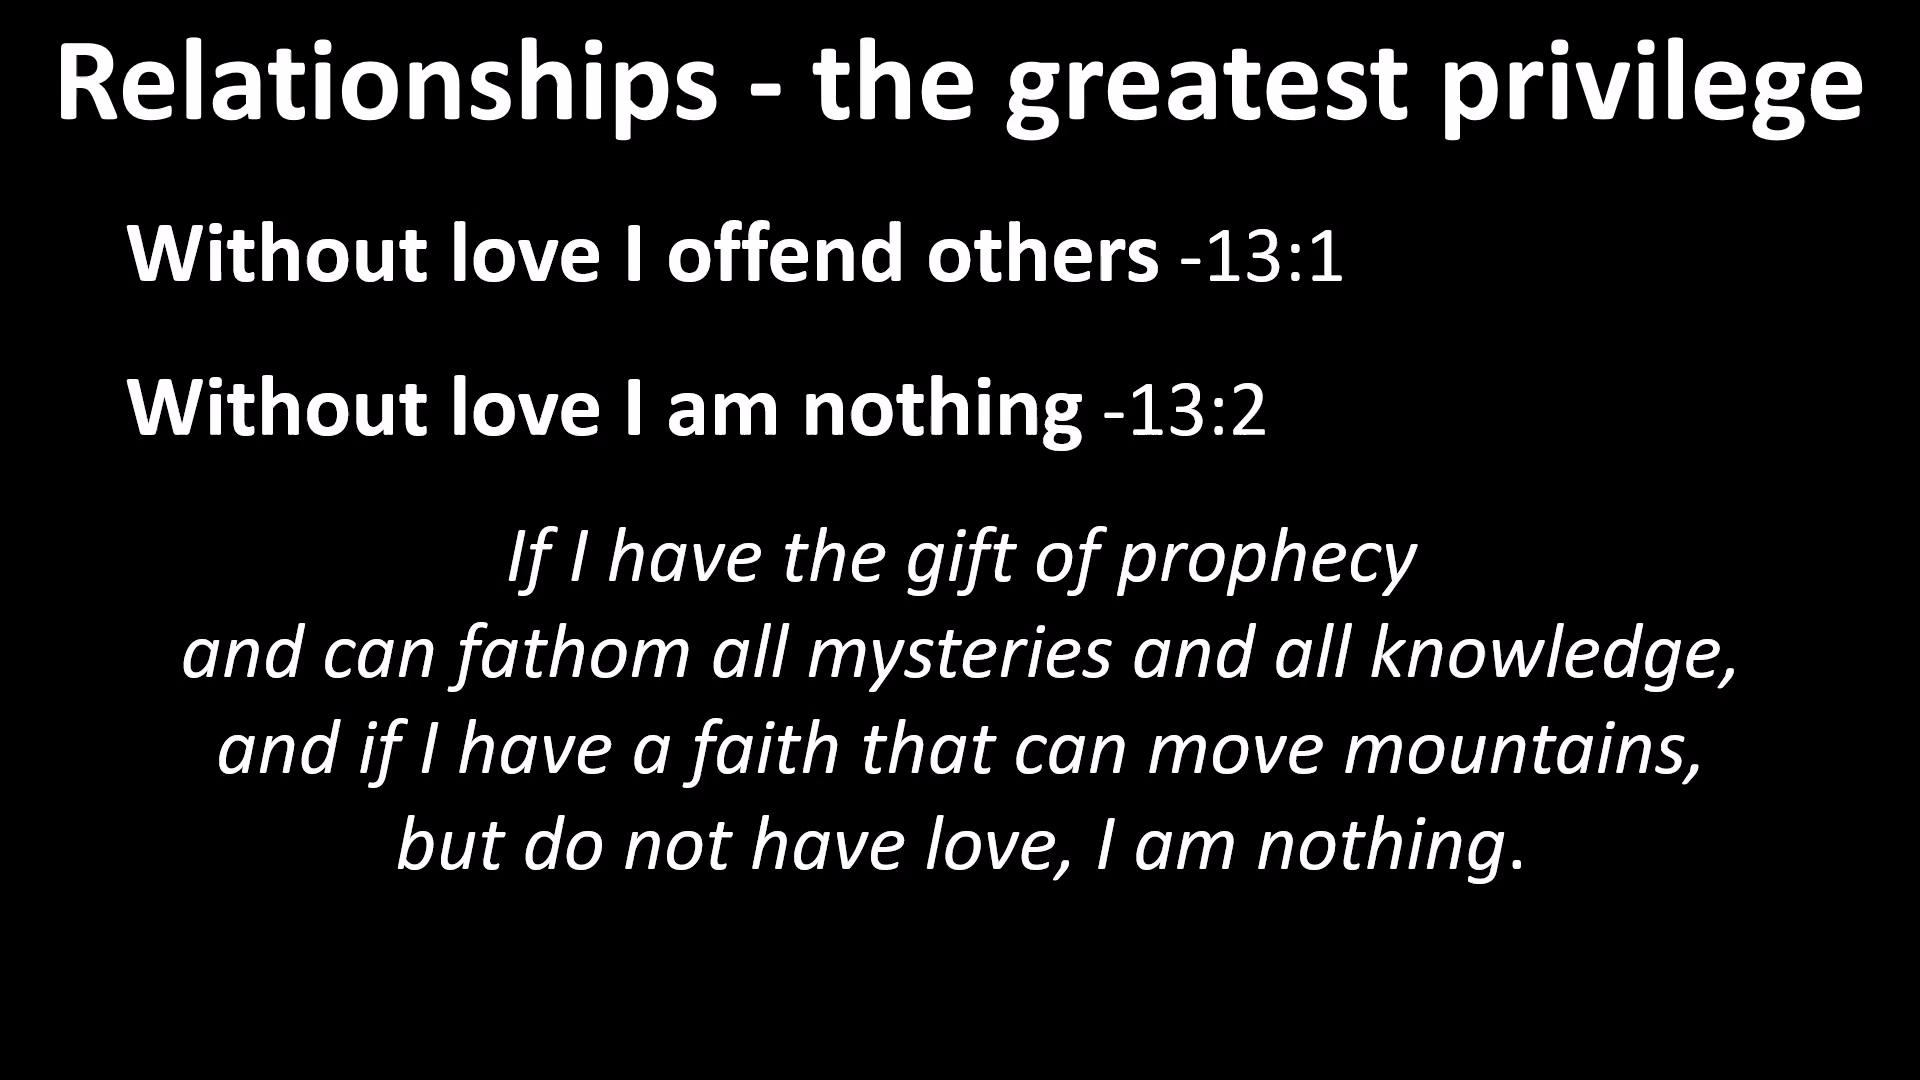 Relationships - the greatest privilege
Without love I offend others -13:1
Without love I am nothing -13:2
If I have the gift of prophecy
and can fathom all mysteries and all knowledge,
and if I have a faith that can move mountains,
but do not have love, I am nothing.